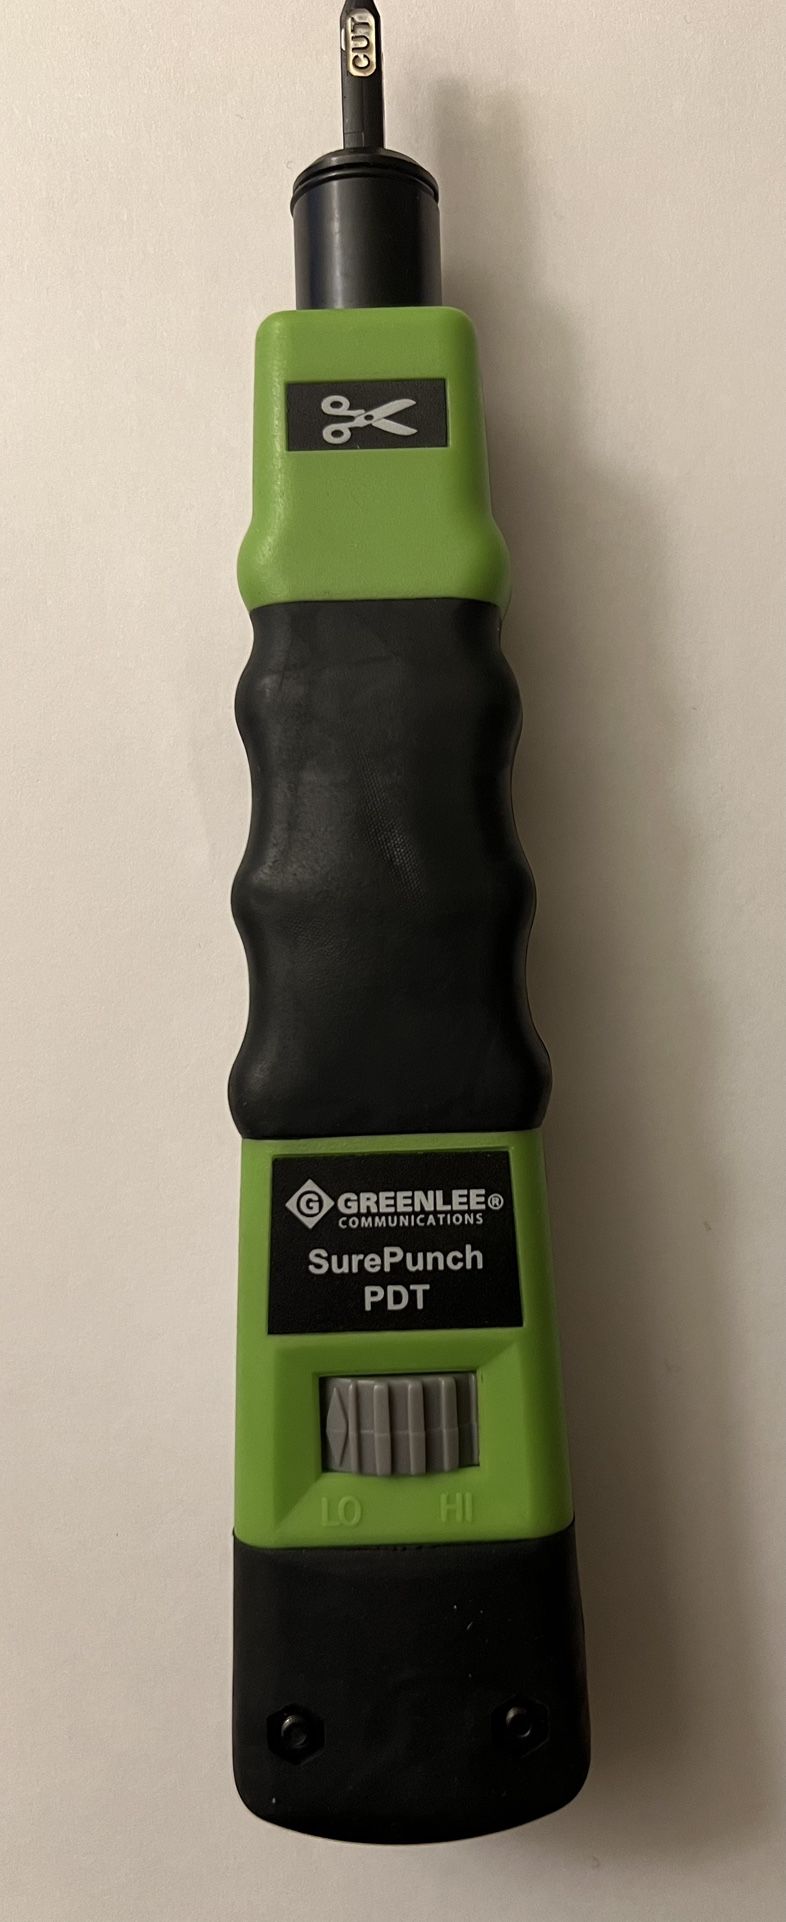 CUT
G GREENLEE®
COMMUNICATIONS
SurePunch
PDT
LO HI